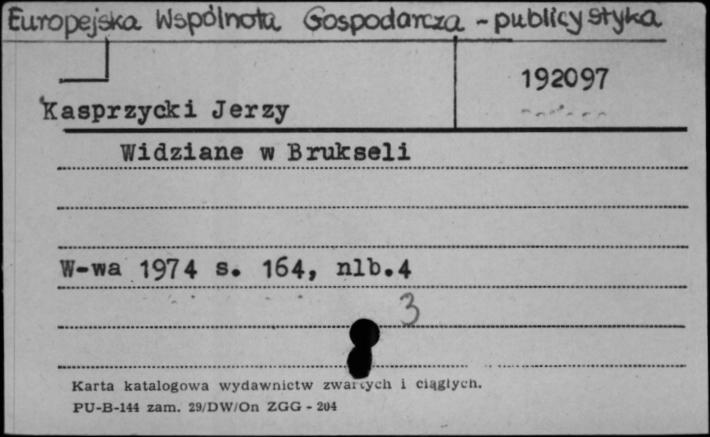 Europejska Wspólnota Gospodarcza - publicystyka
192097
Kasprzycki Jerzy
Widziane w Brukseli
W-wa 1974 s. 164, nlb.4
3
Karta katalogowa wydawnictw zwartych i ciągłych.
PU-B-144 zam. 29/DW/On ZGG - 204